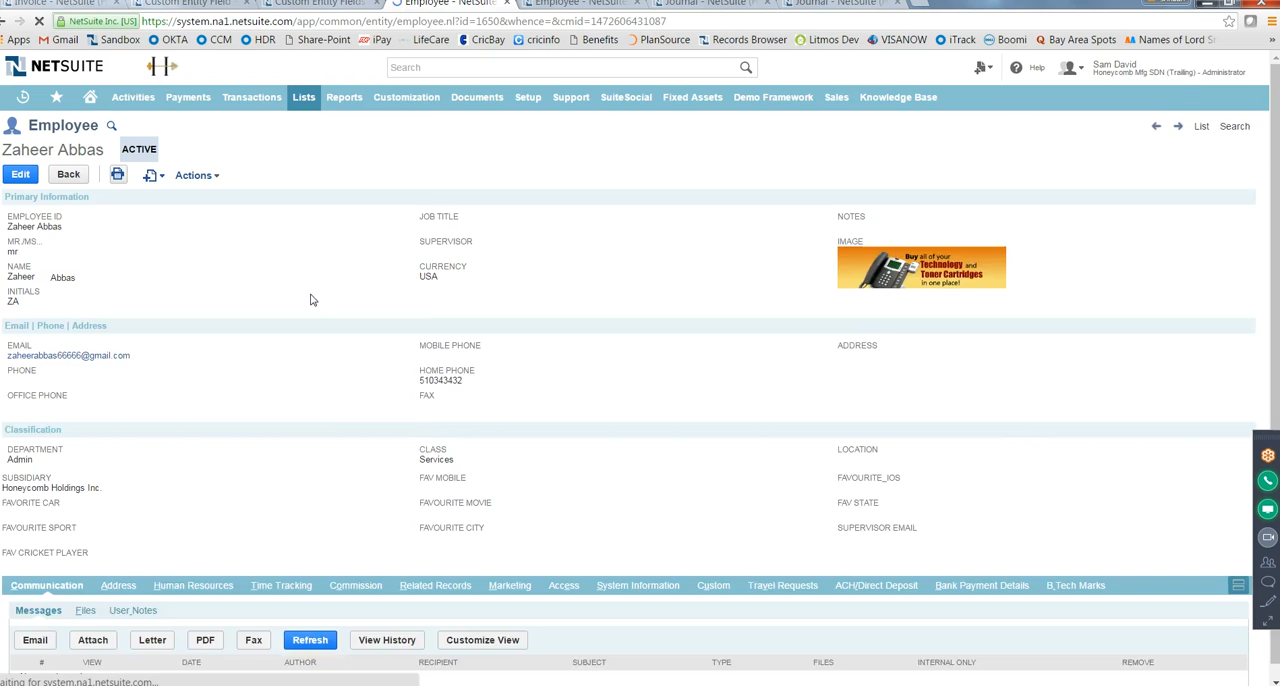 Invoice - NetSuite (M
Custom Entity Field
Custom Entity Fields
Employee - NetSuite
Employee - NetSuite
Journal - NetSuite (M
Journal - NetSuite (M
NetSuite Inc. [US] https://system.na1.netsuite.com/app/common/entity/employee.nl?id=1650&whence=&cmid=1472606431087
Apps Gmail Sandbox OKTA CCM HDR Share-Point iPay LifeCare CricBay cricinfo Benefits PlanSource Records Browser Litmos Dev VISANOW iTrack Boomi Bay Area Spots Names of Lord S »
NETSUITE
Search
Help
Sam David
Honeycomb Mfg SDN (Trailing) - Administrator
Activities Payments Transactions Lists Reports Customization Documents Setup Support SuiteSocial Fixed Assets Demo Framework Sales Knowledge Base
Employee
List Search
Zaheer Abbas ACTIVE
Edit Back Actions
Primary Information
EMPLOYEE ID
Zaheer Abbas
MR./MS...
mr
NAME
Zaheer Abbas
INITIALS
ZA
JOB TITLE
SUPERVISOR
CURRENCY
USA
NOTES
IMAGE
Buy all of your
Technology and
Toner Cartridges
in one place!
Email | Phone | Address
EMAIL
zaheerabbas66666@gmail.com
PHONE
OFFICE PHONE
MOBILE PHONE
HOME PHONE
510343432
FAX
ADDRESS
Classification
DEPARTMENT
Admin
CLASS
Services
LOCATION
SUBSIDIARY
Honeycomb Holdings Inc.
FAV MOBILE
FAVOURITE_IOS
FAVORITE CAR
FAVOURITE MOVIE
FAV STATE
FAVOURITE SPORT
FAVOURITE CITY
SUPERVISOR EMAIL
FAV CRICKET PLAYER
Communication Address Human Resources Time Tracking Commission Related Records Marketing Access System Information Custom Travel Requests ACH/Direct Deposit Bank Payment Details B.Tech Marks
Messages Files User Notes
Email Attach Letter PDF Fax Refresh View History Customize View
# VIEW DATE AUTHOR RECIPIENT SUBJECT TYPE FILES INTERNAL ONLY REMOVE
aiting for system.na1.netsuite.com...